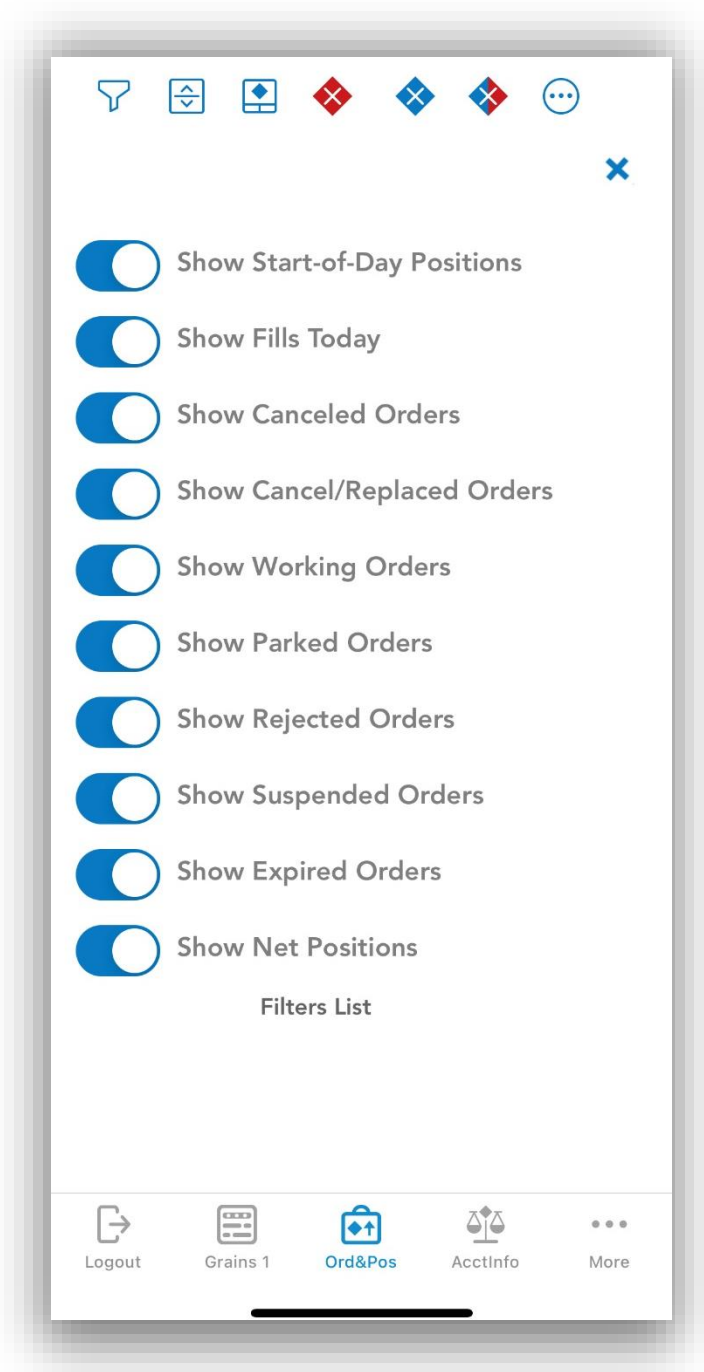 Show Start-of-Day Positions
Show Fills Today
Show Canceled Orders
Show Cancel/Replaced Orders
Show Working Orders
Show Parked Orders
Show Rejected Orders
Show Suspended Orders
Show Expired Orders
Show Net Positions
Filters List
Logout Grains 1 Ord&Pos AcctInfo More